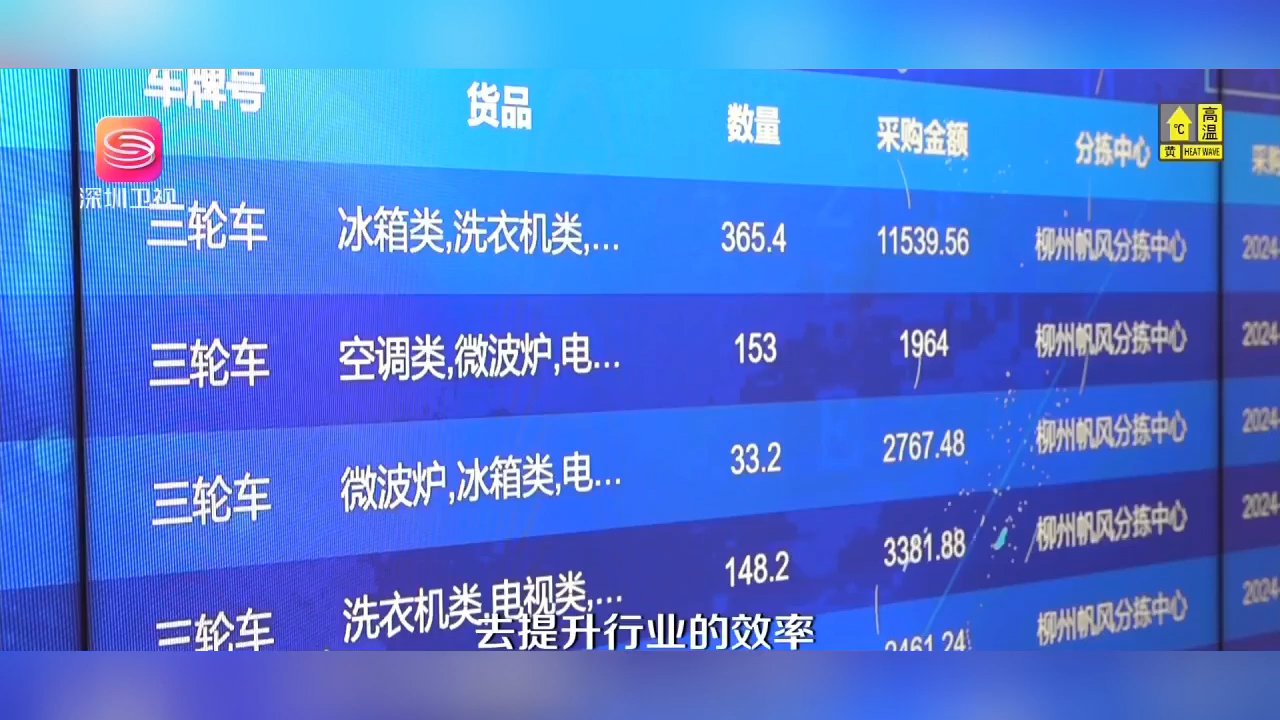 车牌号 货品 数量 采购金额 分拣中心 采购
三轮车 冰箱类,洗衣机类,... 365.4 11539.56 柳州帆风分拣中心 2024-
三轮车 空调类,微波炉,电... 153 1964 柳州帆风分拣中心 2024-
三轮车 微波炉,冰箱类,电... 33.2 2767.48 柳州帆风分拣中心 2024-
三轮车 洗衣机类,电视类,... 148.2 3381.88 柳州帆风分拣中心 2024-
2461.24 柳州帆风分拣中心 2024-
深圳卫视
℃ 高温
黄 HEAT WAVE
去提升行业的效率